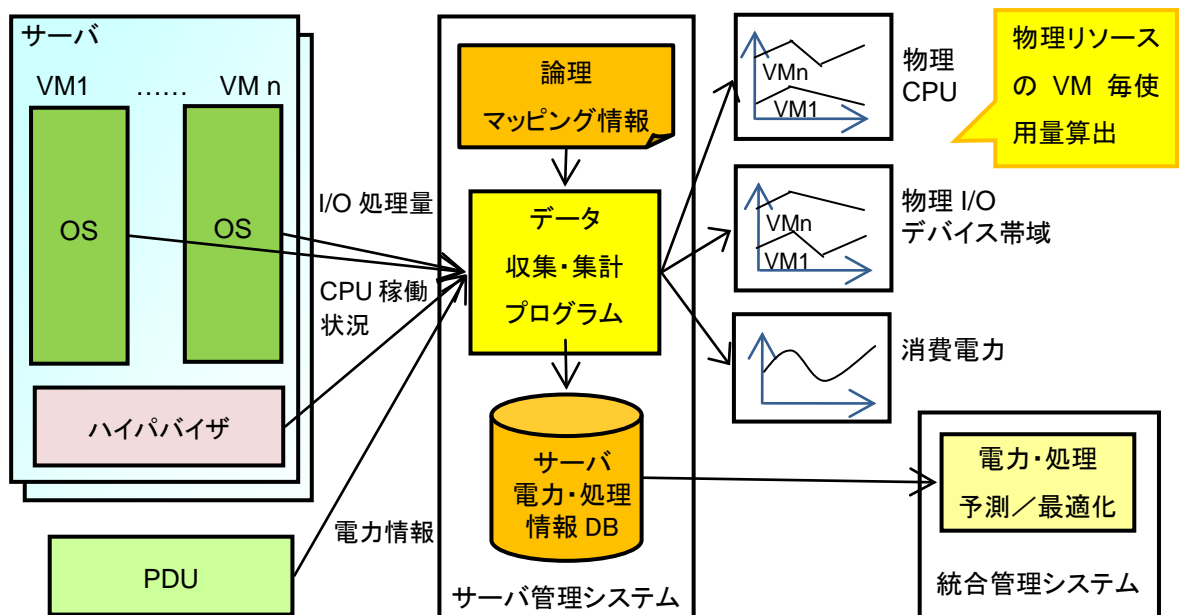 サーバ
VM1 …… VM n
OS
OS
ハイパバイザ
PDU
I/O 処理量
CPU 稼働
状況
電力情報
論理
マッピング情報
データ
収集・集計
プログラム
サーバ
電力・処理
情報 DB
サーバ管理システム
VMn
VM1
物理
CPU
VMn
VM1
物理 I/O
デバイス帯域
消費電力
物理リソース
の VM 毎使
用量算出
電力・処理
予測／最適化
統合管理システム